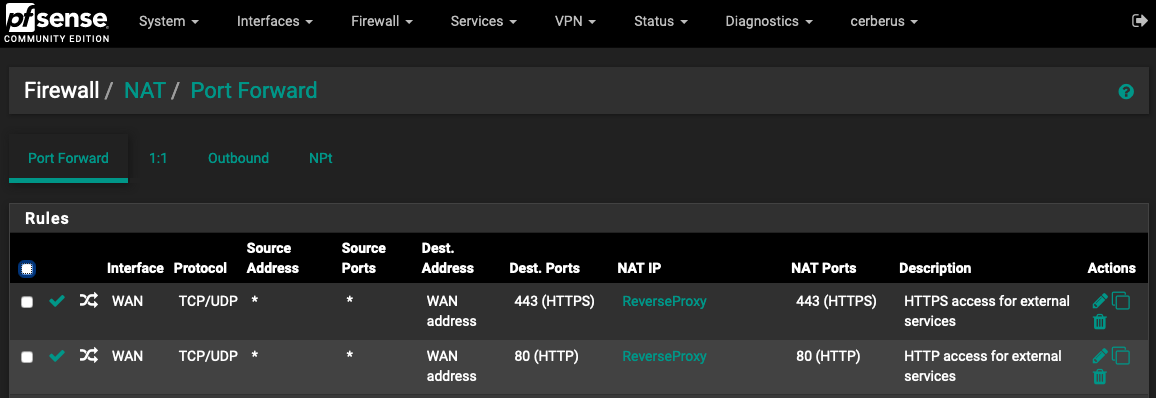 pfsense
COMMUNITY EDITION
System Interfaces Firewall Services VPN Status Diagnostics cerberus
Firewall / NAT / Port Forward
Port Forward 1:1 Outbound NPt
Rules
Interface Protocol Source Address Source Ports Dest. Address Dest. Ports NAT IP NAT Ports Description Actions
WAN TCP/UDP * * WAN address 443 (HTTPS) ReverseProxy 443 (HTTPS) HTTPS access for external services
WAN TCP/UDP * * WAN address 80 (HTTP) ReverseProxy 80 (HTTP) HTTP access for external services